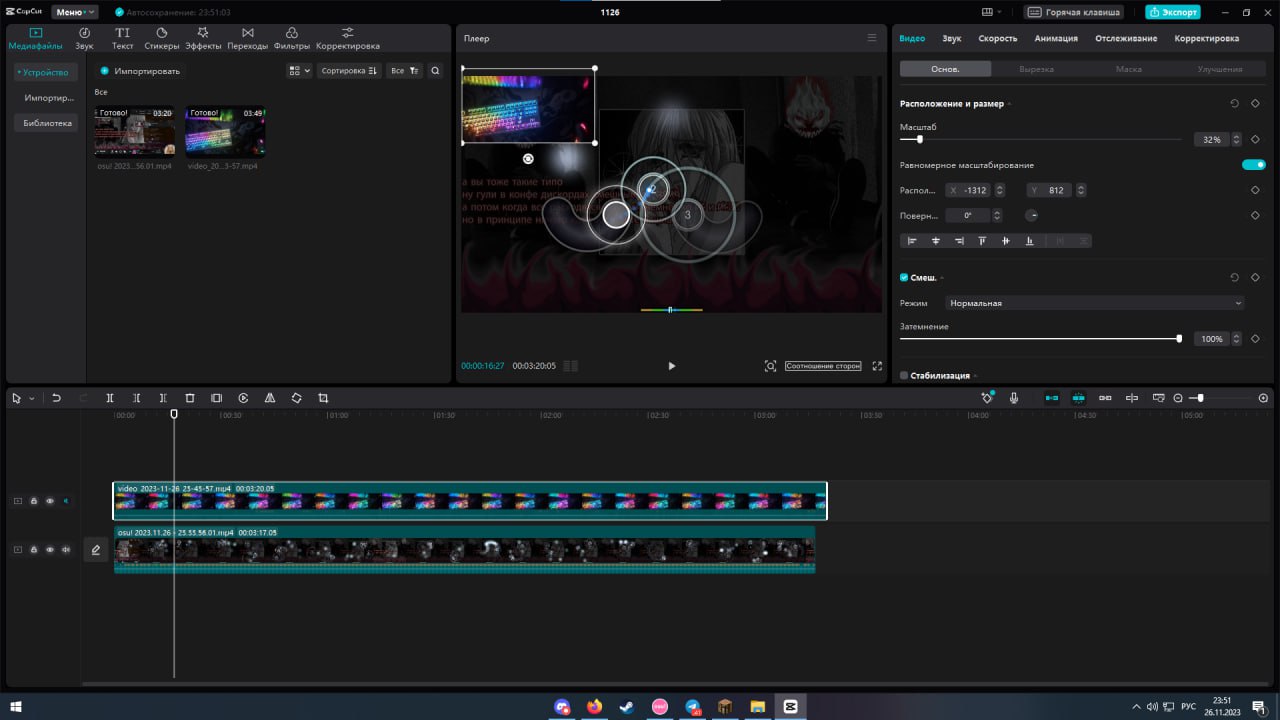 CapCut
Меню
Автосохранение: 23:51:03
1126
Горячая клавиша
Экспорт
Медиафайлы
Звук
Текст
Стикеры
Эффекты
Переходы
Фильтры
Корректировка
Устройство
Импортир...
Библиотека
Импортировать
Сортировка
Все
Все
Готово!
03:20
osu! 2023...56.01.mp4
Готово!
03:49
video_20...3-57.mp4
Плеер
а вы тоже такие типо
ну гули в конфе дискорда
а потом когда
но в принципе
2
3
00:00:16:27
00:03:20:05
Соотношение сторон
Видео
Звук
Скорость
Анимация
Отслеживание
Корректировка
Основ.
Вырезка
Маска
Улучшения
Расположение и размер
Масштаб
32%
Равномерное масштабирование
Распол...
X -1312
Y 812
Поверн...
0°
Смеш.
Режим
Нормальная
Затемнение
100%
Стабилизация
00:00
00:30
01:00
01:30
02:00
02:30
03:00
03:30
04:00
04:30
05:00
video_2023-11-26_23-43-57.mp4 00:03:20:05
osu! 2023.11.26 - 23.33.56.01.mp4 00:03:17:05
РУС
23:51
26.11.2023